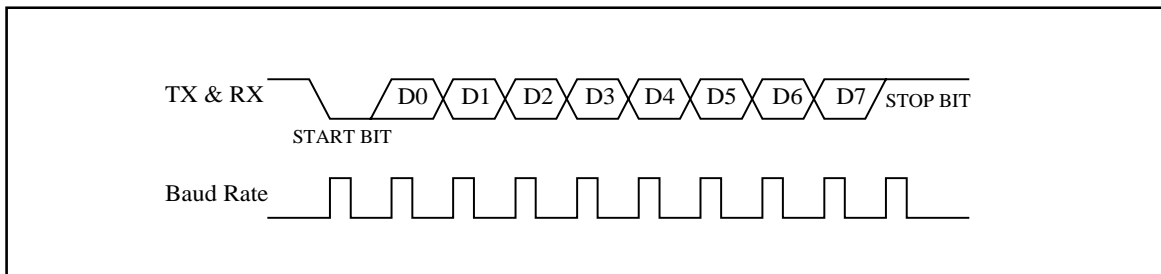 TX & RX D0 D1 D2 D3 D4 D5 D6 D7 STOP BIT
START BIT
Baud Rate